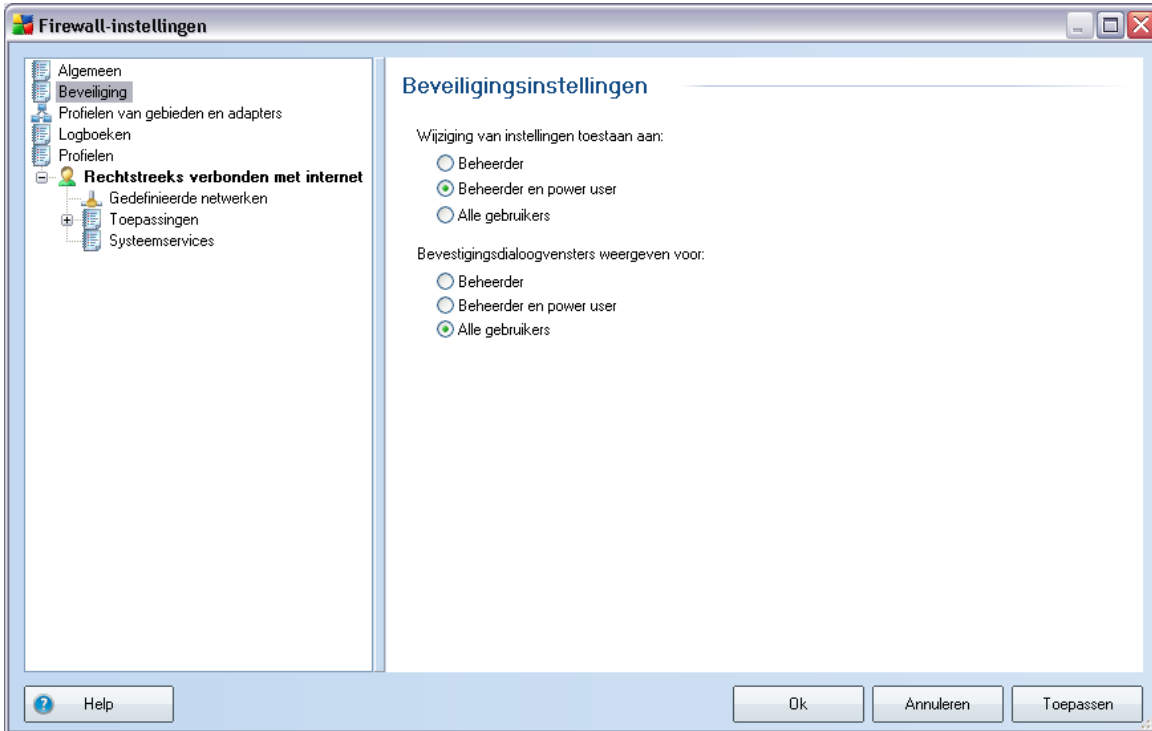 Firewall-instellingen
Algemeen
Beveiliging
Profielen van gebieden en adapters
Logboeken
Profielen
Rechtstreeks verbonden met internet
Gedefinieerde netwerken
Toepassingen
Systeemservices
Beveiligingsinstellingen
Wijziging van instellingen toestaan aan:
Beheerder
Beheerder en power user
Alle gebruikers
Bevestigingsdialoogvensters weergeven voor:
Beheerder
Beheerder en power user
Alle gebruikers
Help
Ok
Annuleren
Toepassen